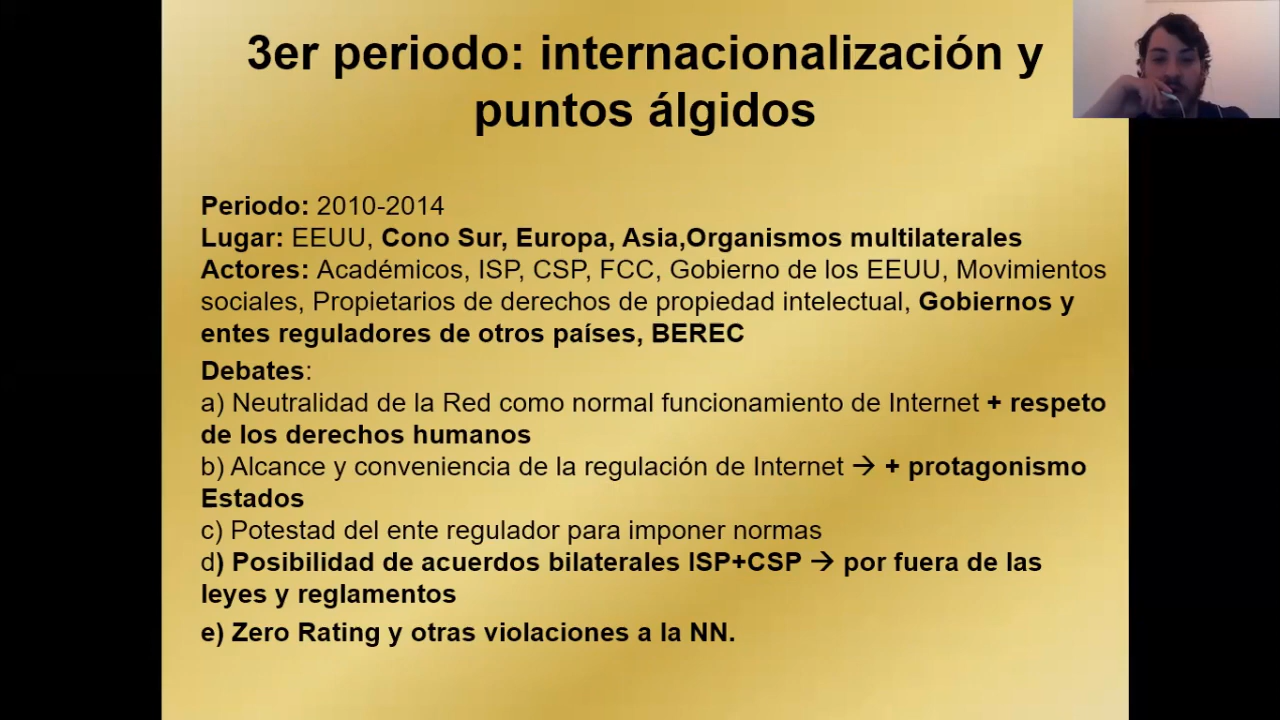 3er periodo: internacionalización y
puntos álgidos
Periodo: 2010-2014
Lugar: EEUU, Cono Sur, Europa, Asia,Organismos multilaterales
Actores: Académicos, ISP, CSP, FCC, Gobierno de los EEUU, Movimientos
sociales, Propietarios de derechos de propiedad intelectual, Gobiernos y
entes reguladores de otros países, BEREC
Debates:
a) Neutralidad de la Red como normal funcionamiento de Internet + respeto
de los derechos humanos
b) Alcance y conveniencia de la regulación de Internet → + protagonismo
Estados
c) Potestad del ente regulador para imponer normas
d) Posibilidad de acuerdos bilaterales ISP+CSP → por fuera de las
leyes y reglamentos
e) Zero Rating y otras violaciones a la NN.